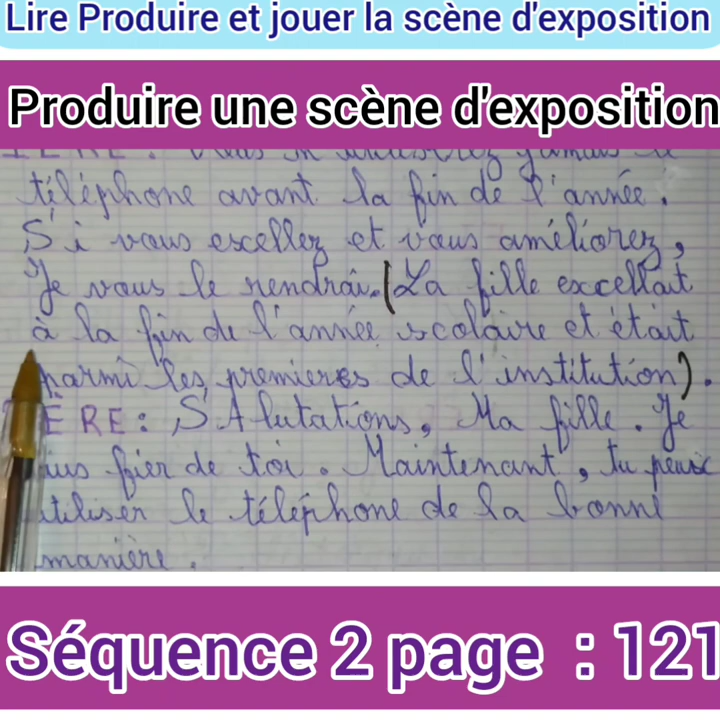 Lire Produire et jouer la scène d'exposition
Produire une scène d'exposition
téléphone avant la fin de l'année.
Si vous excellez et vous améliorez,
Je vous le rendrai. (La fille excellait
à la fin de l'année scolaire et était
parmi les premieres de l'institution).
ÈRE: SAlutations, Ma fille. Je
suis fier de toi. Maintenant, tu peux
utiliser le téléphone de la bonne
manière.
Séquence 2 page : 121